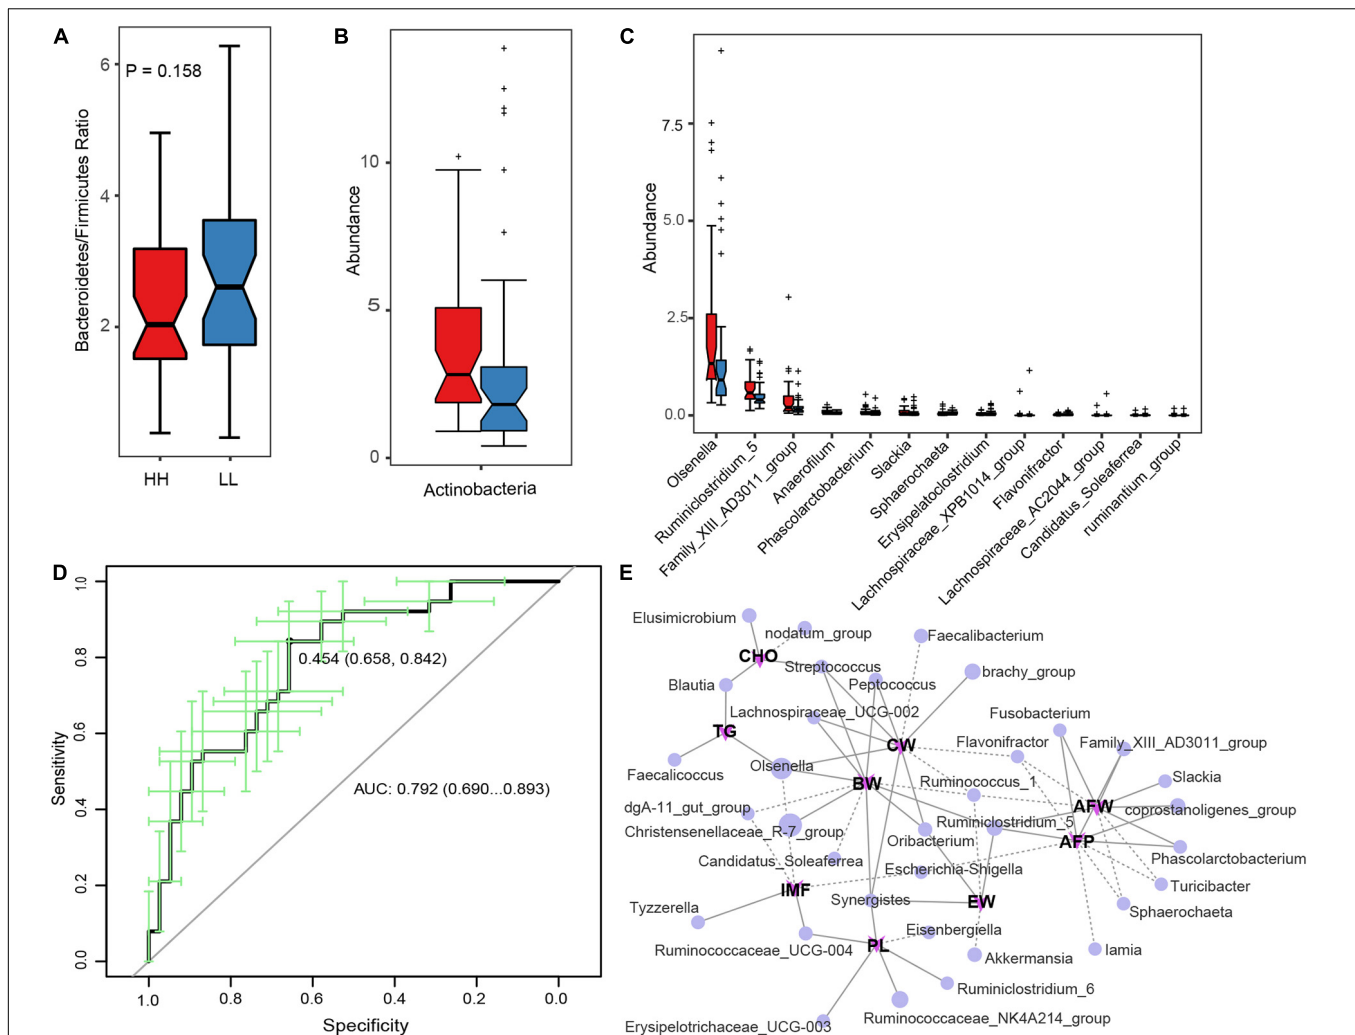 A
Bacteroidetes/Firmicutes Ratio
P = 0.158
6
4
2
HH
LL
B
Abundance
10
5
0
Actinobacteria
C
Abundance
7.5
5.0
2.5
0.0
Olsenella
Ruminiclostridium_5
Family_XIII_AD3011_group
Anaerofilum
Phascolarctobacterium
Slackia
Sphaerochaeta
Erysipelatoclostridium
Lachnospiraceae_XPB1014_group
Flavonifractor
Lachnospiraceae_AC2044_group
Candidatus_Soleaferrea
ruminantium_group
D
Sensitivity
1.0
0.8
0.6
0.4
0.2
0.0
0.454 (0.658, 0.842)
AUC: 0.792 (0.690...0.893)
1.0
0.8
0.6
0.4
0.2
0.0
Specificity
E
Elusimicrobium
nodatum_group
Faecalibacterium
CHO
Streptococcus
brachy_group
Blautia
Peptococcus
Lachnospiraceae_UCG-002
Fusobacterium
TG
CW
Flavonifractor
Family_XIII_AD3011_group
Faecalicoccus
Olsenella
BW
Ruminococcus_1
Slackia
dgA-11_gut_group
AFW
coprostanoligenes_group
Christensenellaceae_R-7_group
Ruminiclostridium_5
Oribacterium
AFP
Candidatus_Soleaferrea
Escherichia-Shigella
Phascolarctobacterium
IMF
Turicibacter
Tyzzerella
Synergistes
EW
Sphaerochaeta
Eisenbergiella
Ruminococcaceae_UCG-004
PL
Akkermansia
Iamia
Ruminiclostridium_6
Erysipelotrichaceae_UCG-003
Ruminococcaceae_NK4A214_group